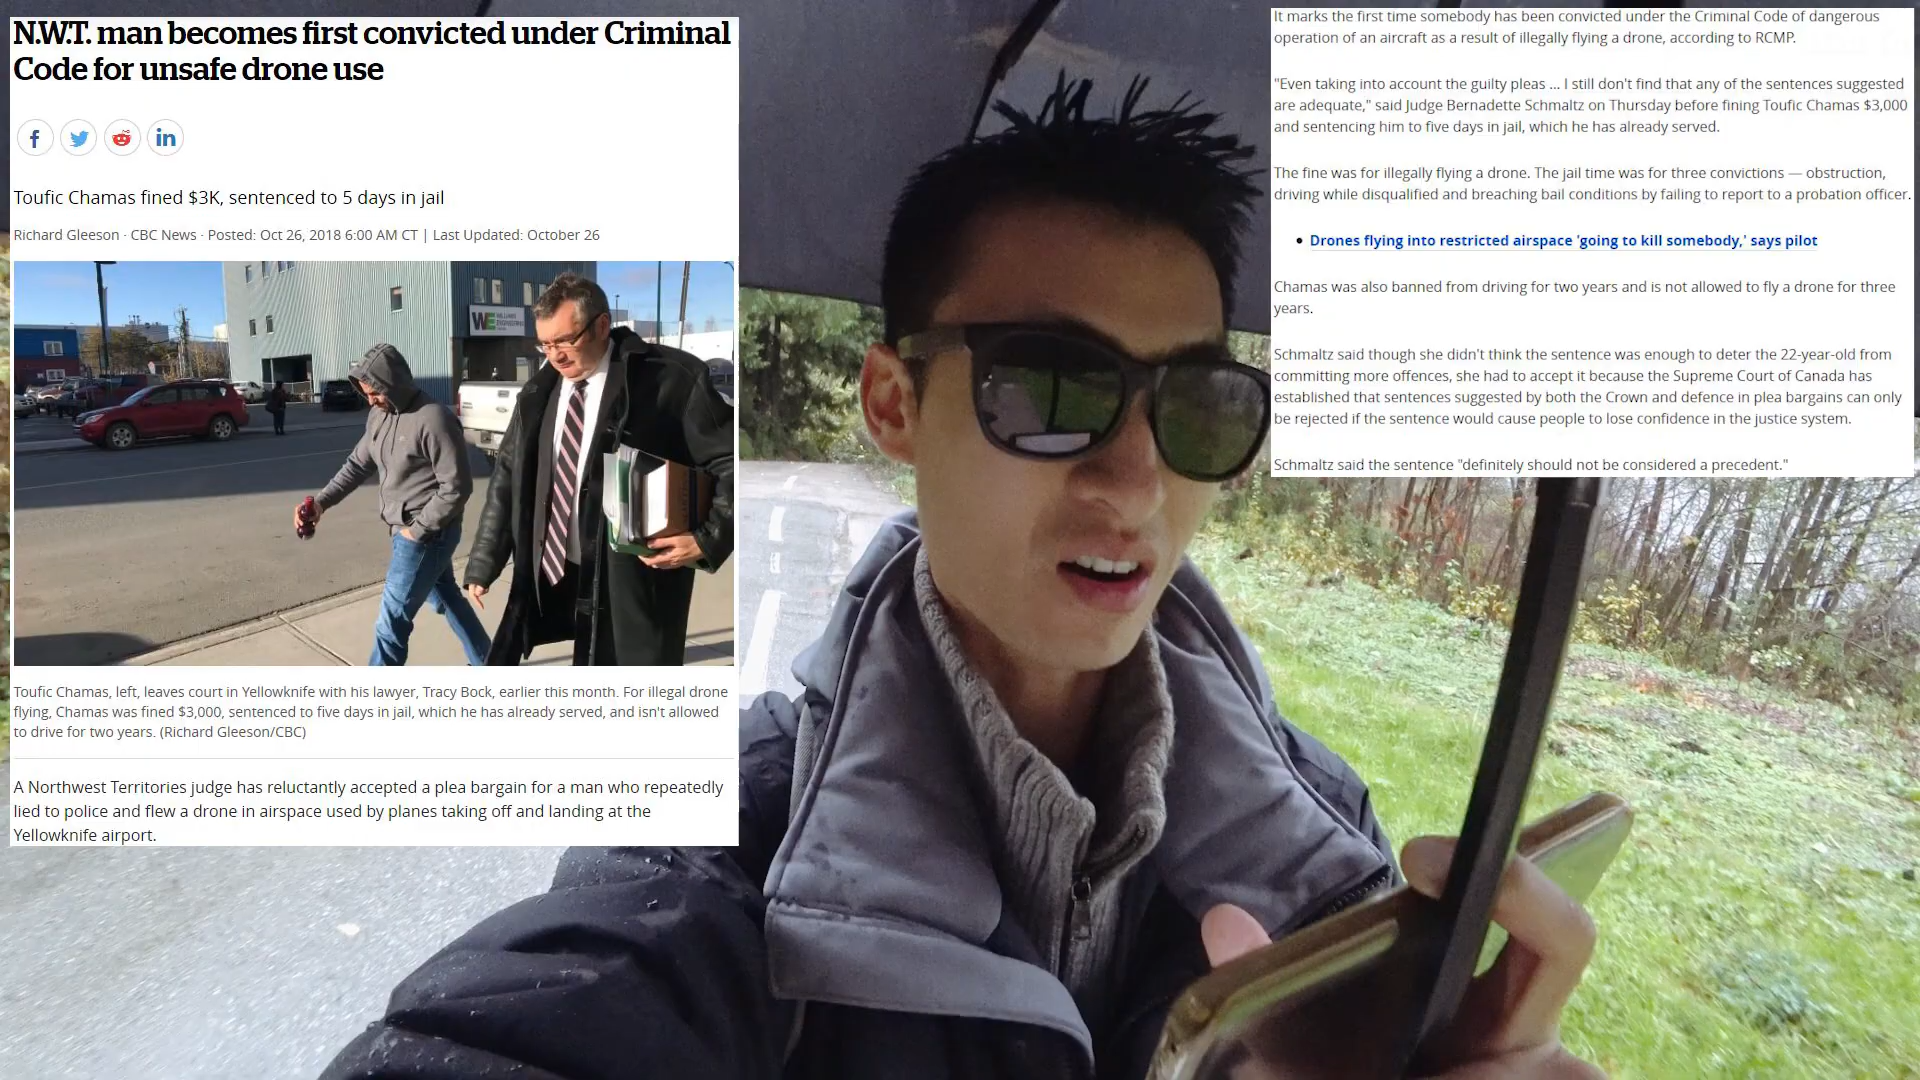 N.W.T. man becomes first convicted under Criminal
Code for unsafe drone use
Toufic Chamas fined $3K, sentenced to 5 days in jail
Richard Gleeson · CBC News · Posted: Oct 26, 2018 6:00 AM CT | Last Updated: October 26
WE WILLIAMS
ENGINEERING
Toufic Chamas, left, leaves court in Yellowknife with his lawyer, Tracy Bock, earlier this month. For illegal drone
flying, Chamas was fined $3,000, sentenced to five days in jail, which he has already served, and isn't allowed
to drive for two years. (Richard Gleeson/CBC)
A Northwest Territories judge has reluctantly accepted a plea bargain for a man who repeatedly
lied to police and flew a drone in airspace used by planes taking off and landing at the
Yellowknife airport.
It marks the first time somebody has been convicted under the Criminal Code of dangerous
operation of an aircraft as a result of illegally flying a drone, according to RCMP.
"Even taking into account the guilty pleas ... I still don't find that any of the sentences suggested
are adequate," said Judge Bernadette Schmaltz on Thursday before fining Toufic Chamas $3,000
and sentencing him to five days in jail, which he has already served.
The fine was for illegally flying a drone. The jail time was for three convictions — obstruction,
driving while disqualified and breaching bail conditions by failing to report to a probation officer.
• Drones flying into restricted airspace 'going to kill somebody,' says pilot
Chamas was also banned from driving for two years and is not allowed to fly a drone for three
years.
Schmaltz said though she didn't think the sentence was enough to deter the 22-year-old from
committing more offences, she had to accept it because the Supreme Court of Canada has
established that sentences suggested by both the Crown and defence in plea bargains can only
be rejected if the sentence would cause people to lose confidence in the justice system.
Schmaltz said the sentence "definitely should not be considered a precedent."